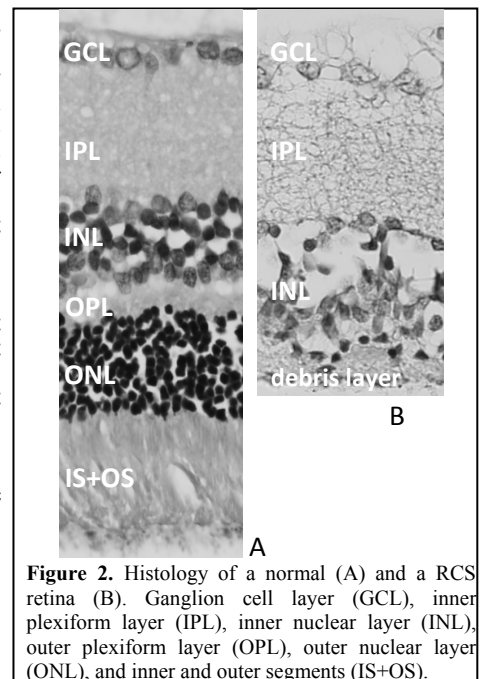 GCL
IPL
INL
OPL
ONL
IS+OS
A
GCL
IPL
INL
debris layer
B
Figure 2. Histology of a normal (A) and a RCS
retina (B). Ganglion cell layer (GCL), inner
plexiform layer (IPL), inner nuclear layer (INL),
outer plexiform layer (OPL), outer nuclear layer
(ONL), and inner and outer segments (IS+OS).